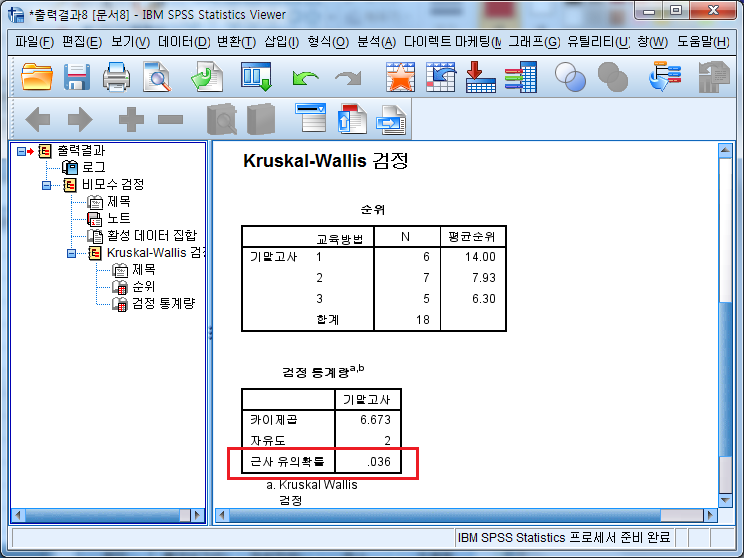 *출력결과8 [문서8] - IBM SPSS Statistics Viewer
파일(F) 편집(E) 보기(V) 데이터(D) 변환(T) 삽입(I) 형식(O) 분석(A) 다이렉트 마케팅(M 그래프(G) 유틸리티(U) 창(W) 도움말(H)
출력결과
로그
비모수 검정
제목
노트
활성 데이터 집합
Kruskal-Wallis 검정
제목
순위
검정 통계량
Kruskal-Wallis 검정
순위
교육방법 N 평균순위
기말고사 1 6 14.00
2 7 7.93
3 5 6.30
합계 18
검정 통계량a,b
기말고사
카이제곱 6.673
자유도 2
근사 유의확률 .036
a. Kruskal Wallis
검정
IBM SPSS Statistics 프로세서 준비 완료